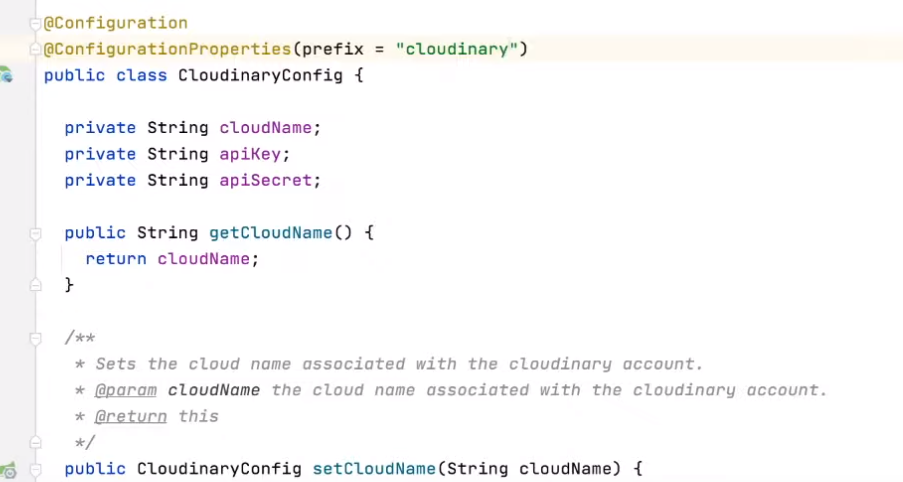 @Configuration
@ConfigurationProperties(prefix = "cloudinary")
public class CloudinaryConfig {
private String cloudName;
private String apiKey;
private String apiSecret;
public String getCloudName() {
return cloudName;
}
/**
* Sets the cloud name associated with the cloudinary account.
* @param cloudName the cloud name associated with the cloudinary account.
* @return this
*/
public CloudinaryConfig setCloudName(String cloudName) {